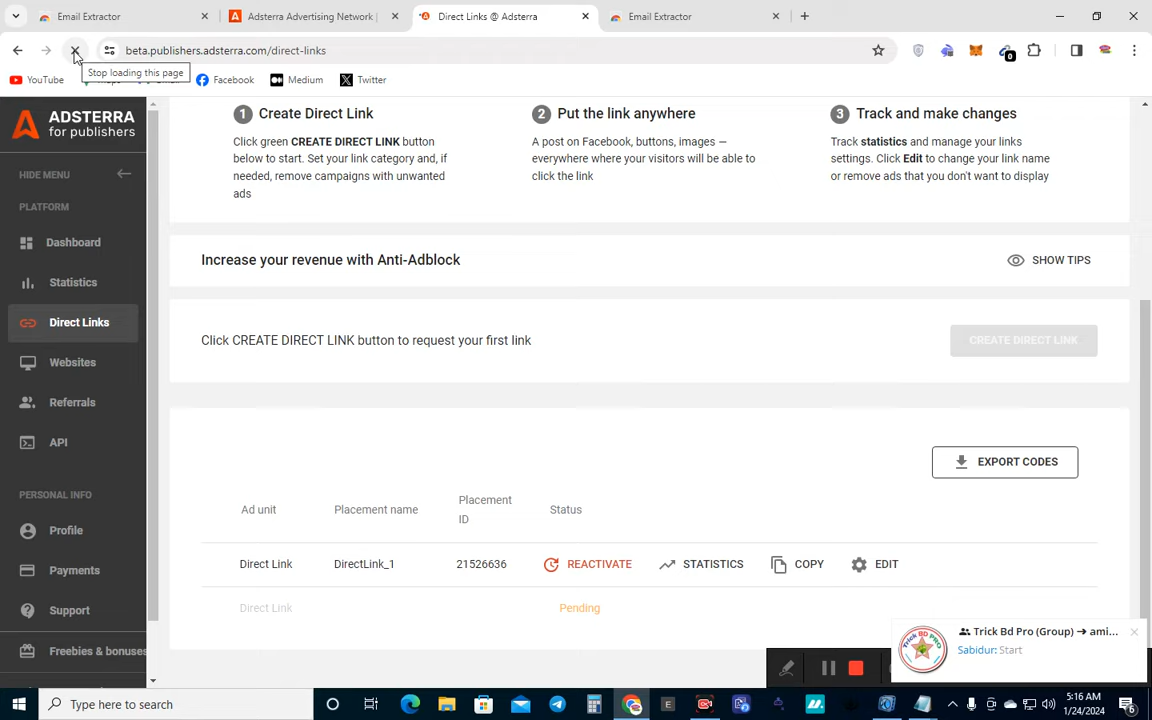 Email Extractor
Adsterra Advertising Network |
Direct Links @ Adsterra
Email Extractor
beta.publishers.adsterra.com/direct-links
Stop loading this page
YouTube
Facebook
Medium
Twitter
ADSTERRA
for publishers
HIDE MENU
PLATFORM
Dashboard
Statistics
Direct Links
Websites
Referrals
API
PERSONAL INFO
Profile
Payments
Support
Freebies & bonuses
1 Create Direct Link
Click green CREATE DIRECT LINK button
below to start. Set your link category and, if
needed, remove campaigns with unwanted
ads
2 Put the link anywhere
A post on Facebook, buttons, images —
everywhere where your visitors will be able to
click the link
3 Track and make changes
Track statistics and manage your links
settings. Click Edit to change your link name
or remove ads that you don't want to display
Increase your revenue with Anti-Adblock
SHOW TIPS
Click CREATE DIRECT LINK button to request your first link
CREATE DIRECT LINK
EXPORT CODES
Ad unit Placement name Placement ID Status
Direct Link DirectLink_1 21526636 REACTIVATE STATISTICS COPY EDIT
Direct Link Pending
Trick Bd Pro (Group) ➔ ami...
Sabidur: Start
Type here to search
5:16 AM
1/24/2024
6